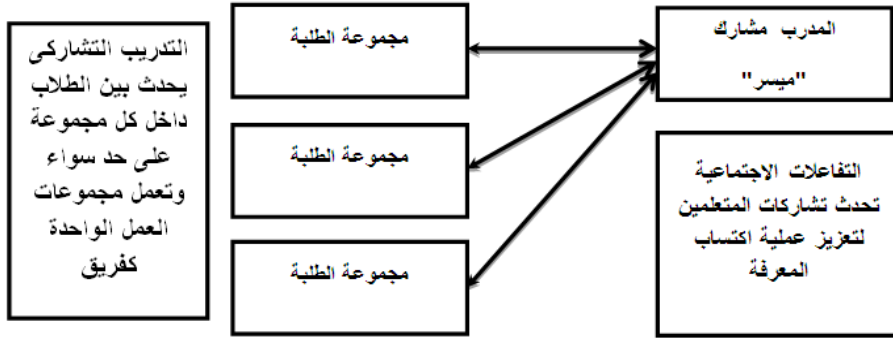 المدرب مشارك
"ميسر"
التفاعلات الاجتماعية
تحدث تشاركات المتعلمين
لتعزيز عملية اكتساب
المعرفة
مجموعة الطلبة
مجموعة الطلبة
مجموعة الطلبة
التدريب التشاركى
يحدث بين الطلاب
داخل كل مجموعة
على حد سواء
وتعمل مجموعات
العمل الواحدة
كفريق